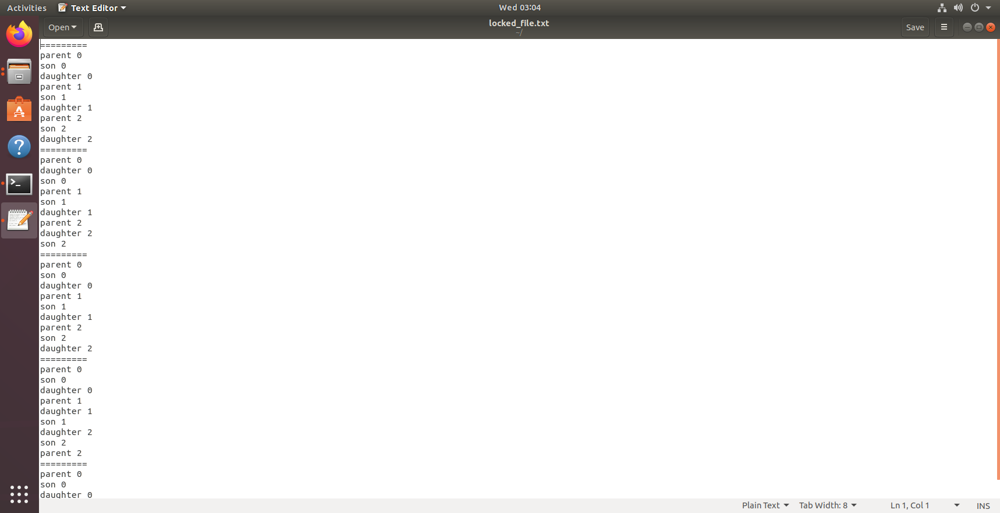 Activities Text Editor Wed 03:04
Open locked_file.txt Save
~/
=========
parent 0
son 0
daughter 0
parent 1
son 1
daughter 1
parent 2
son 2
daughter 2
=========
parent 0
daughter 0
son 0
parent 1
son 1
daughter 1
parent 2
daughter 2
son 2
=========
parent 0
son 0
daughter 0
parent 1
son 1
daughter 1
parent 2
son 2
daughter 2
=========
parent 0
son 0
daughter 0
parent 1
daughter 1
son 1
daughter 2
son 2
parent 2
=========
parent 0
son 0
daughter 0
Plain Text Tab Width: 8 Ln 1, Col 1 INS